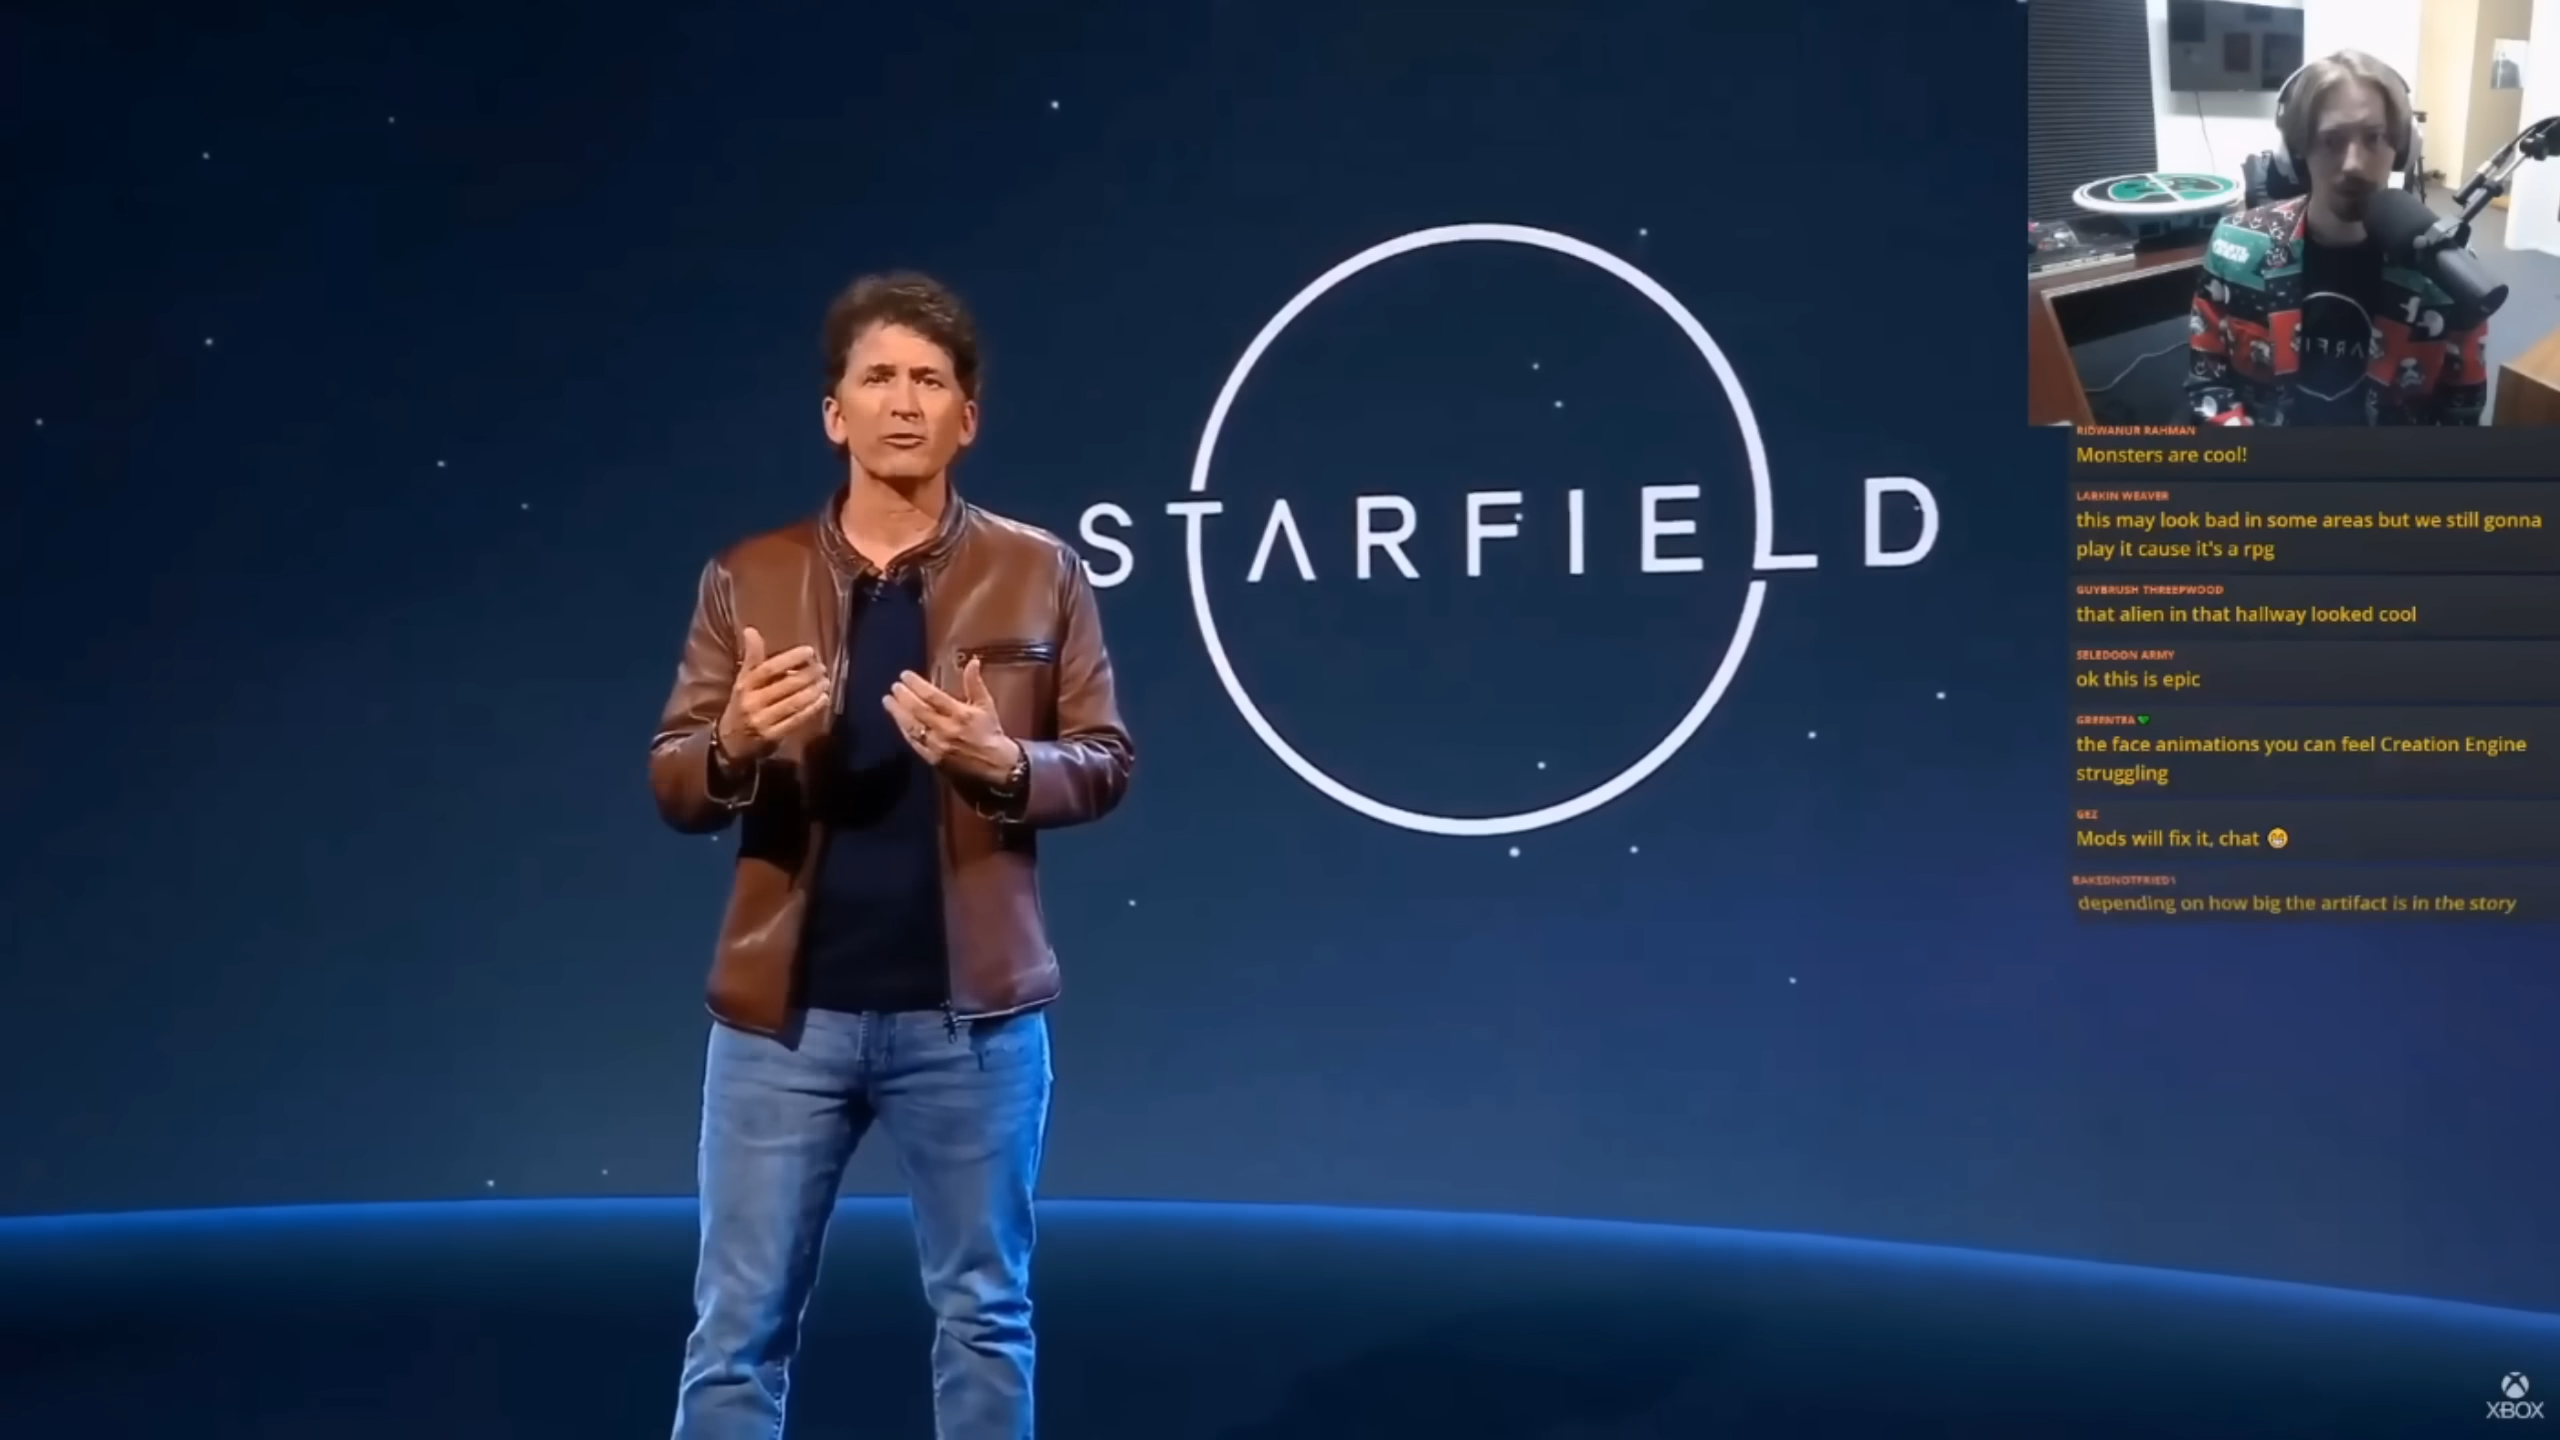 STARFIELD
RIDWANUR RAHMAN
Monsters are cool!
LARKIN WEAVER
this may look bad in some areas but we still gonna
play it cause it's a rpg
GUYBRUSH THREEPWOOD
that alien in that hallway looked cool
SELEDOON ARMY
ok this is epic
GREENTEA💚
the face animations you can feel Creation Engine
struggling
GEZ
Mods will fix it, chat 😁
BAKEDNOTFRIED1
depending on how big the artifact is in the story
XBOX